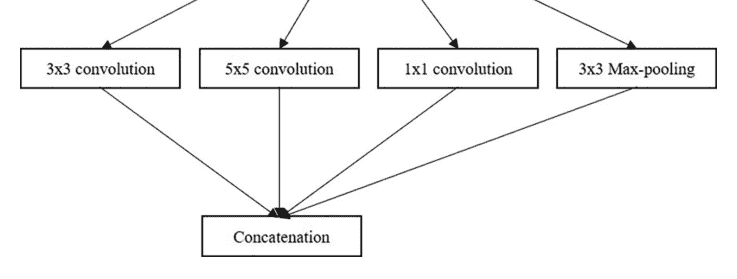 3x3 convolution
5x5 convolution
1x1 convolution
3x3 Max-pooling
Concatenation